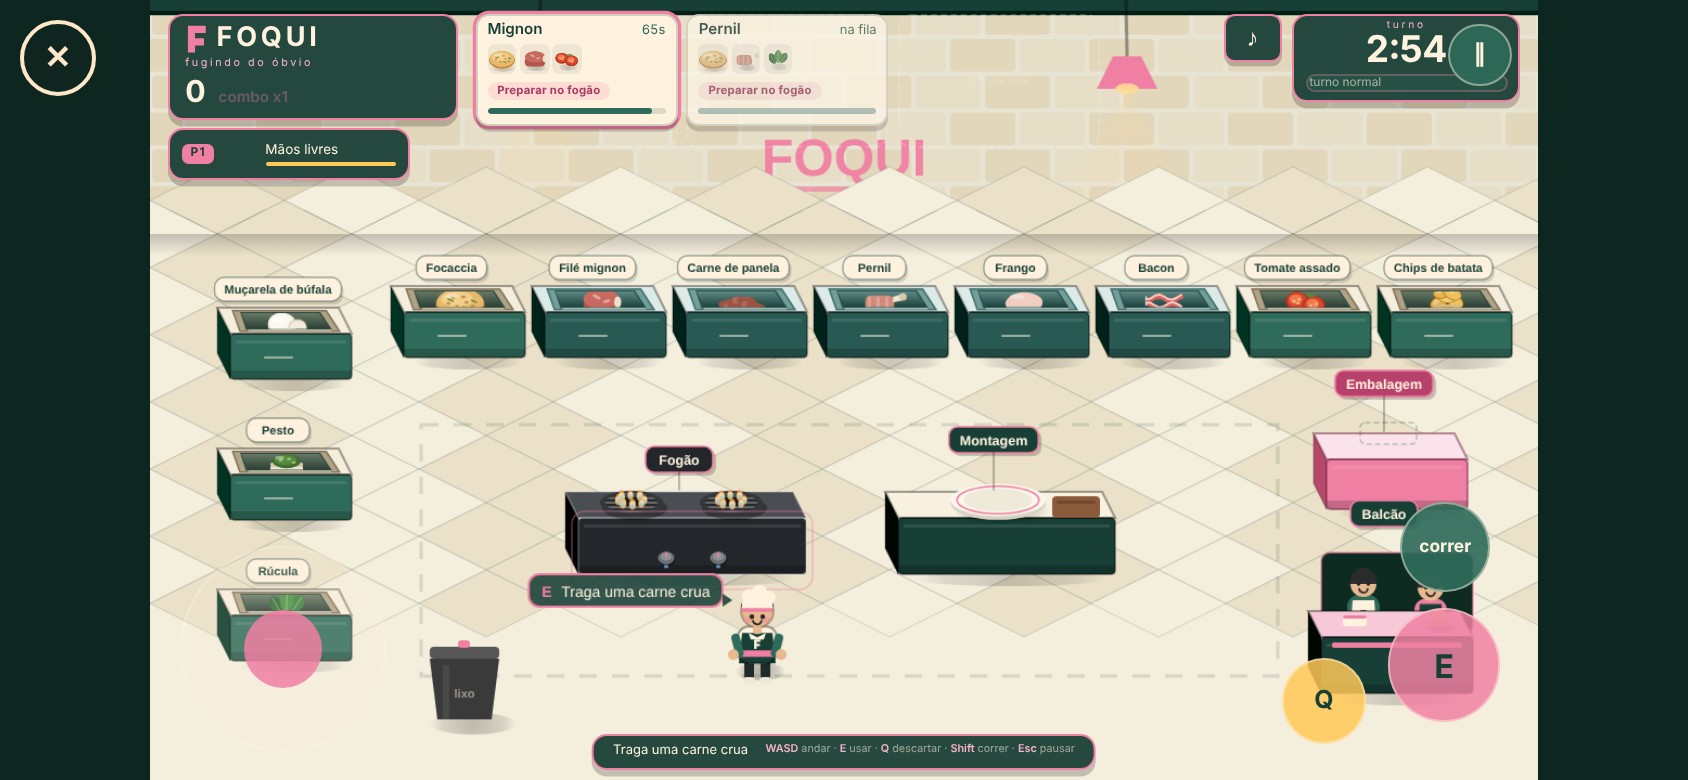 ×
FOQUI
fugindo do óbvio
0 combo x1
Mignon 65s
Preparar no fogão
Pernil na fila
Preparar no fogão
♪
turno
2:54
turno normal
P1 Mãos livres
FOQUI
Focaccia
Filé mignon
Carne de panela
Pernil
Frango
Bacon
Tomate assado
Chips de batata
Muçarela de búfala
Embalagem
Pesto
Montagem
Fogão
Balcão
correr
Rúcula
E Traga uma carne crua
F
lixo
E
Q
Traga uma carne crua WASD andar · E usar · Q descartar · Shift correr · Esc pausar